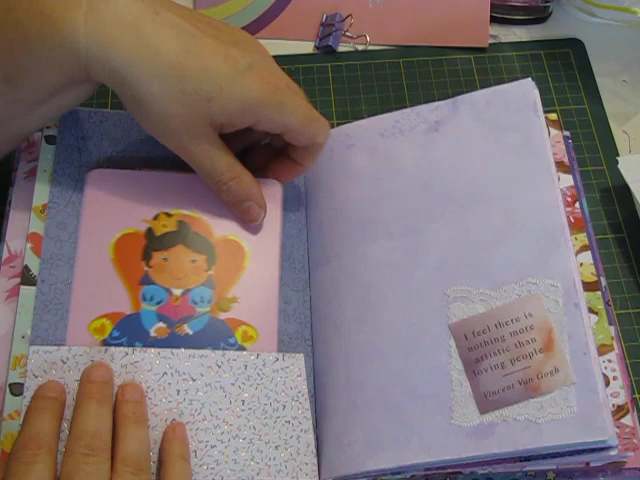 I feel there is
nothing more
artistic than
loving people
Vincent Van Gogh